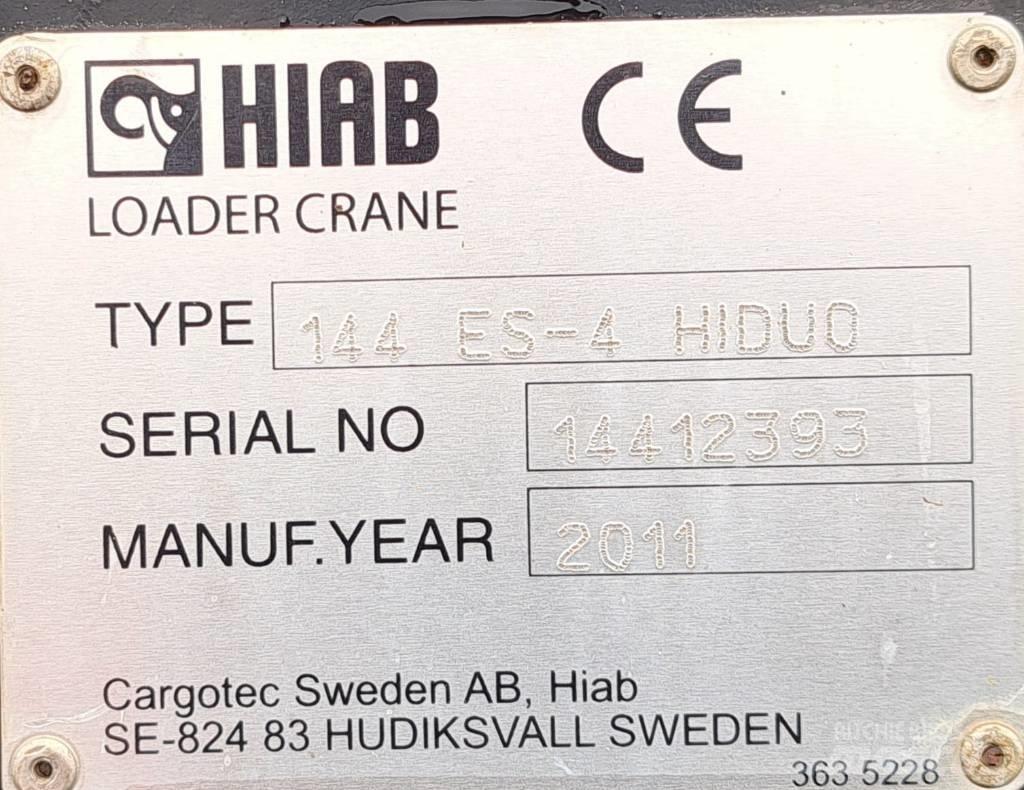 HIAB CE
LOADER CRANE
TYPE 144 ES-4 HIDUO
SERIAL NO 14412393
MANUF.YEAR 2011
Cargotec Sweden AB, Hiab
SE-824 83 HUDIKSVALL SWEDEN
363 5228